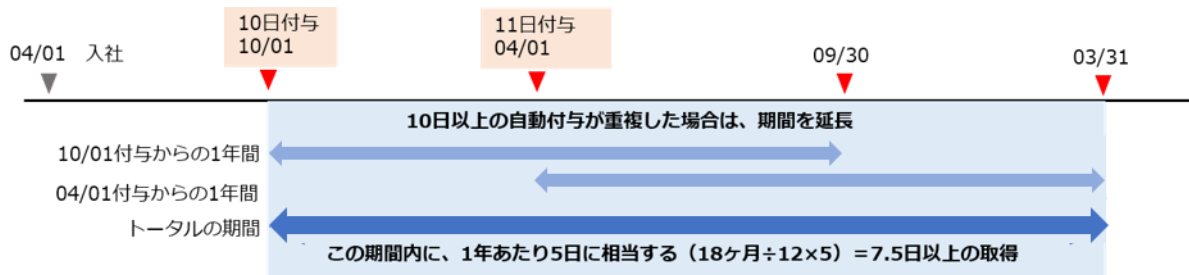 10日付与
10/01
11日付与
04/01
04/01 入社
09/30
03/31
10日以上の自動付与が重複した場合は、期間を延長
10/01付与からの1年間
04/01付与からの1年間
トータルの期間
この期間内に、1年あたり5日に相当する（18ヶ月÷12×5）＝7.5日以上の取得